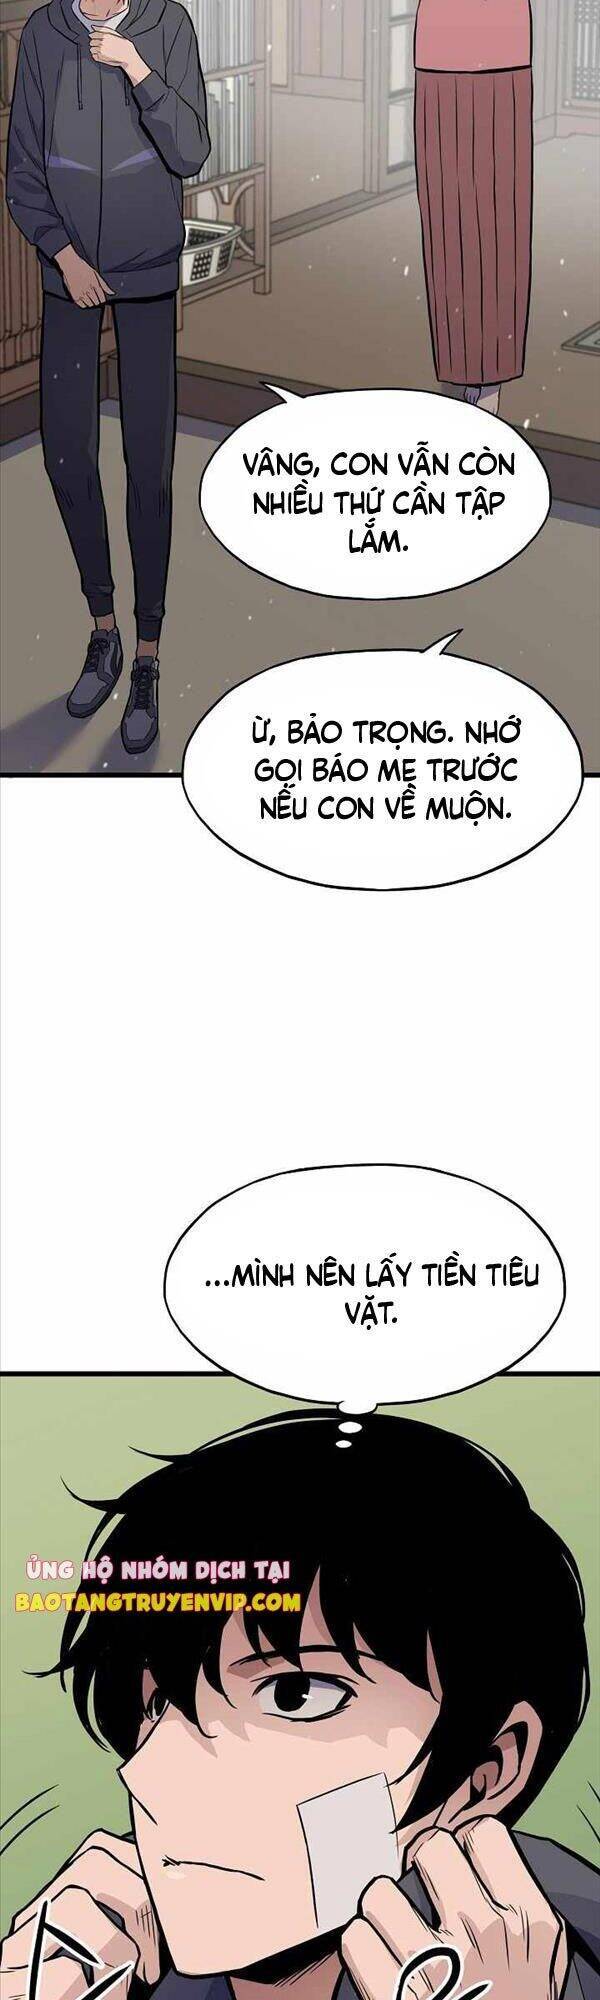 VÂNG, CON VẪN CÒN
NHIỀU THỨ CẦN TẬP
LẮM.
Ừ, BẢO TRỌNG. NHỚ
GỌI BÁO MẸ TRƯỚC
NẾU CON VỀ MUỘN.
...MÌNH NÊN LẤY TIỀN TIÊU
VẶT.
ỦNG HỘ NHÓM DỊCH TẠI
BAOTANGTRUYENVIP.COM